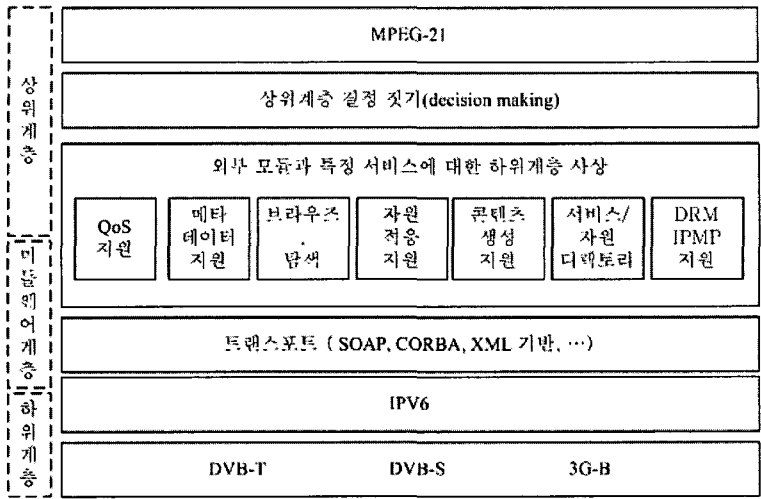 상위계층
미들웨어계층
하위계층
MPEG-21
상위계층 결정 짓기(decision making)
외부 모듈과 특정 서비스에 대한 하위계층 사상
QoS
지원
메타
데이터
지원
브라우즈
,
탐색
자원
적응
지원
콘텐츠
생성
지원
서비스/
자원
디렉토리
DRM
IPMP
지원
트랜스포트 ( SOAP, CORBA, XML 기반, …)
IPV6
DVB-T DVB-S 3G-B